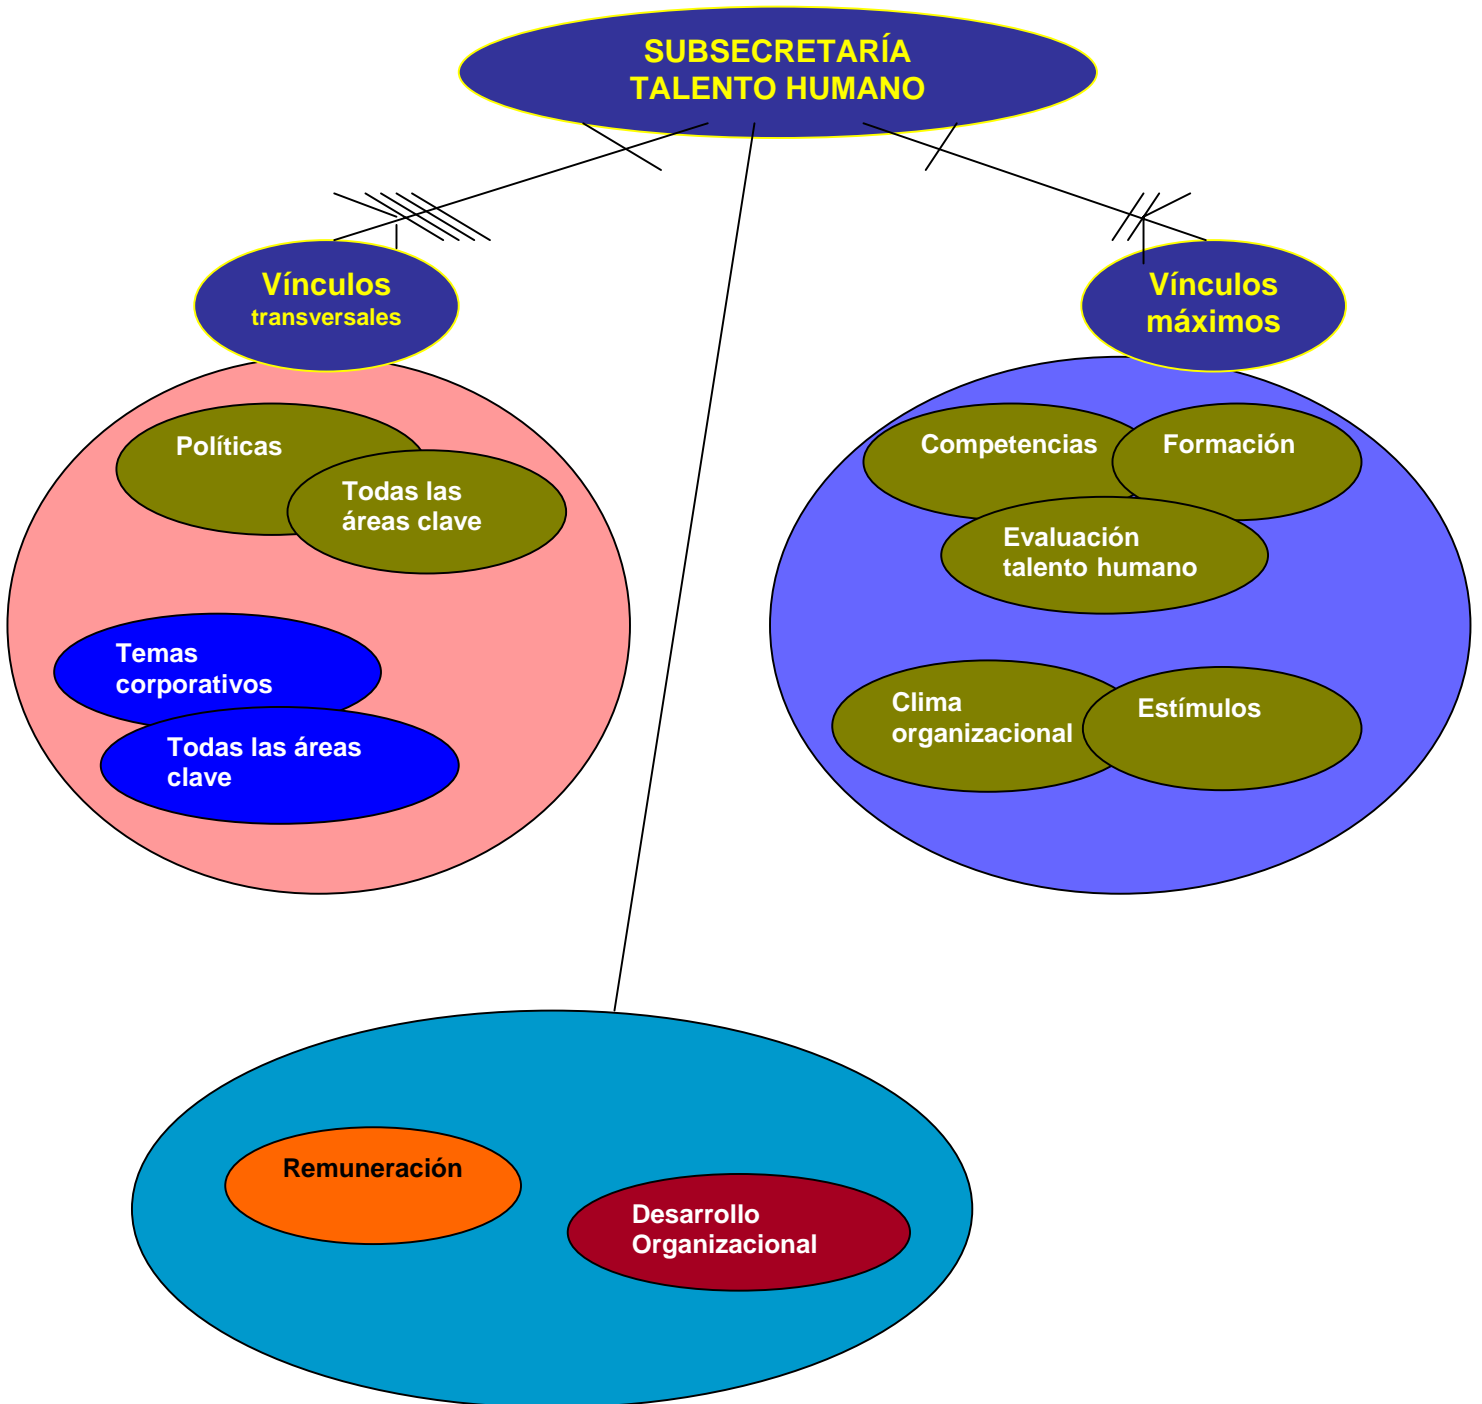 SUBSECRETARÍA
TALENTO HUMANO
Vínculos
transversales
Vínculos
máximos
Políticas
Todas las
áreas clave
Temas
corporativos
Todas las áreas
clave
Competencias
Formación
Evaluación
talento humano
Clima
organizacional
Estímulos
Remuneración
Desarrollo
Organizacional